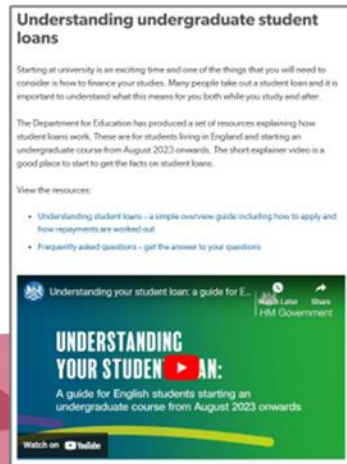 Understanding undergraduate student
loans
Starting at university is an exciting time and one of the things that you will need to
consider is how to finance your studies. Many people take out a student loan and it is
important to understand what this means for you both while you study and after.
The Department for Education has produced a set of resources explaining how
student loans work. These are for students living in England and starting an
undergraduate course from August 2023 onwards. The short explainer video is a
good place to start to get the facts on student loans.
View the resources:
• Understanding student loans – a simple overview guide including how to apply and
how repayments are worked out
• Frequently asked questions – get the answer to your questions
Understanding your student loan: a guide for E...
Watch Later
Share
HM Government
UNDERSTANDING
YOUR STUDENT LOAN:
A guide for English students starting an
undergraduate course from August 2023 onwards
Watch on YouTube